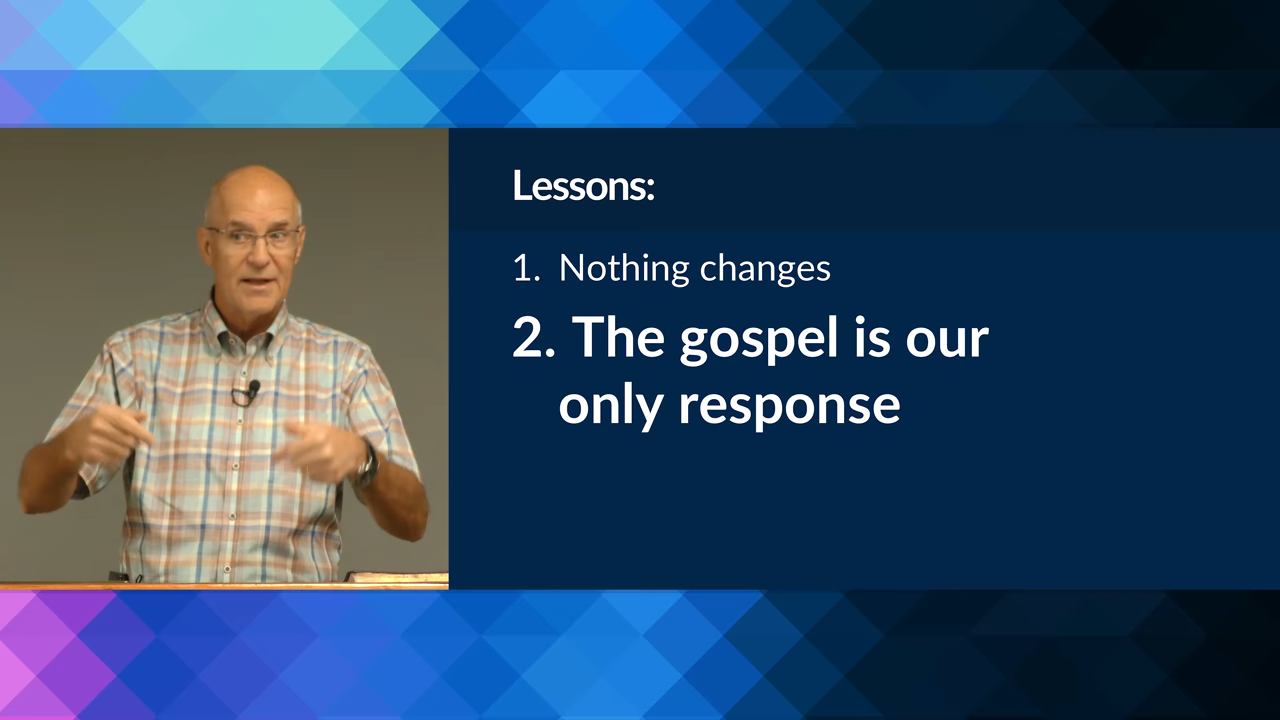 Lessons:
1. Nothing changes
2. The gospel is our
only response